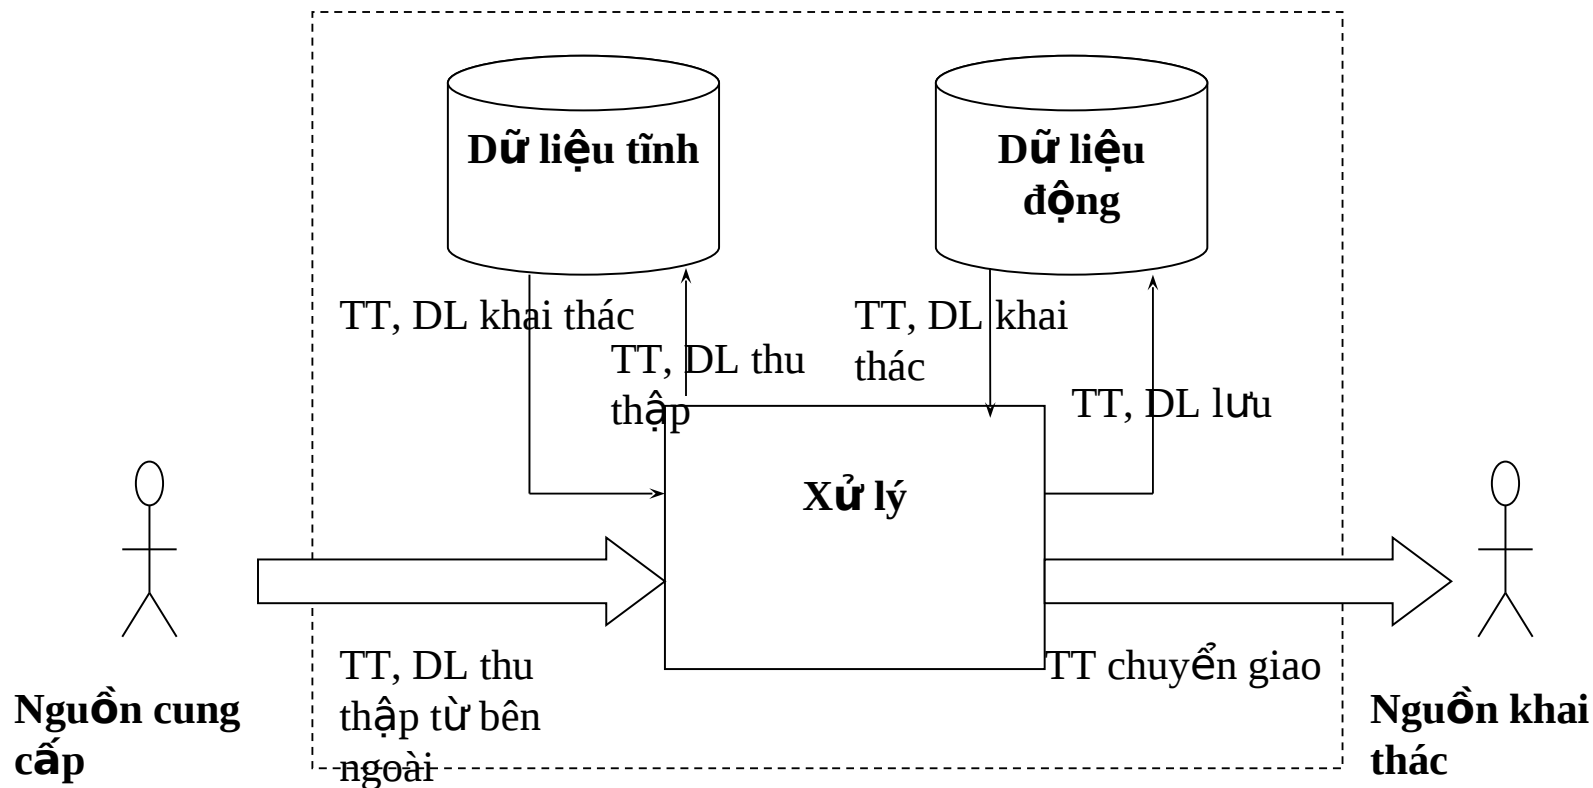 Dữ liệu tĩnh
Dữ liệu
động
TT, DL khai thác
TT, DL thu
thập
TT, DL khai
thác
TT, DL lưu
Xử lý
TT, DL thu
thập từ bên
ngoài
TT chuyển giao
Nguồn cung
cấp
Nguồn khai
thác